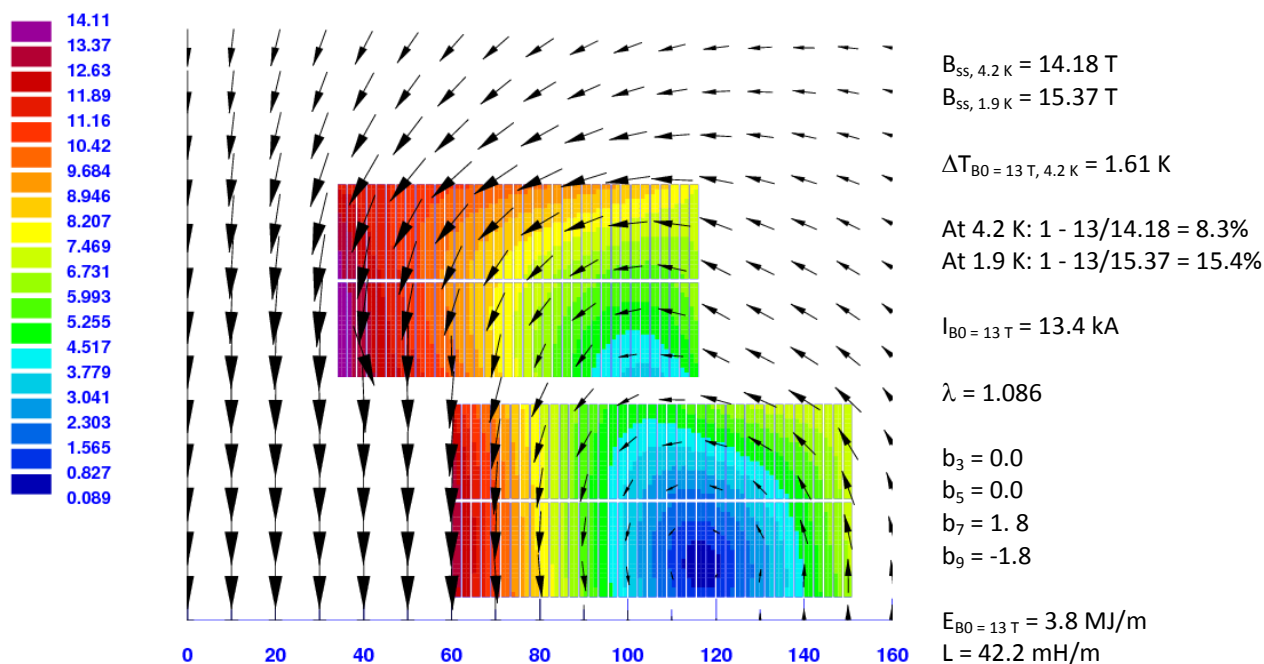 14.11
13.37
12.63
11.89
11.16
10.42
9.684
8.946
8.207
7.469
6.731
5.993
5.255
4.517
3.779
3.041
2.303
1.565
0.827
0.089
0 20 40 60 80 100 120 140 160
Bss, 4.2 K = 14.18 T
Bss, 1.9 K = 15.37 T
ΔTB0 = 13 T, 4.2 K = 1.61 K
At 4.2 K: 1 - 13/14.18 = 8.3%
At 1.9 K: 1 - 13/15.37 = 15.4%
IB0 = 13 T = 13.4 kA
λ = 1.086
b3 = 0.0
b5 = 0.0
b7 = 1. 8
b9 = -1.8
EB0 = 13 T = 3.8 MJ/m
L = 42.2 mH/m